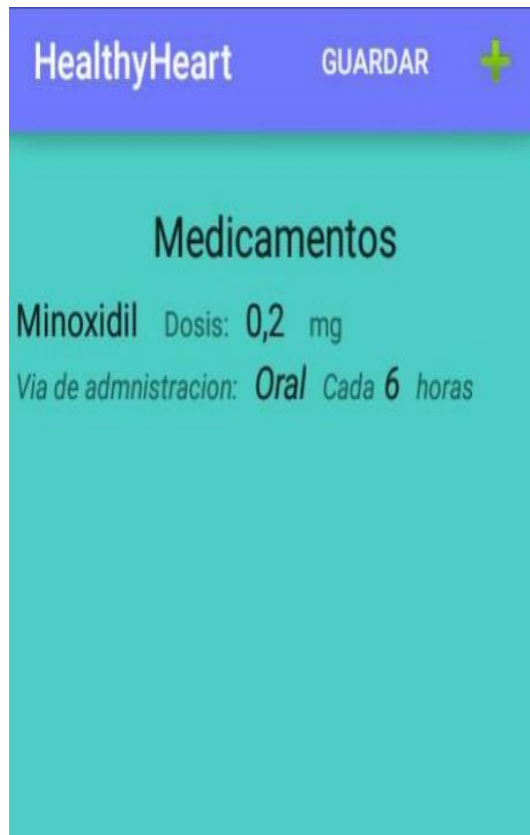 HealthyHeart GUARDAR
Medicamentos
Minoxidil Dosis: 0,2 mg
Via de admnistracion: Oral Cada 6 horas